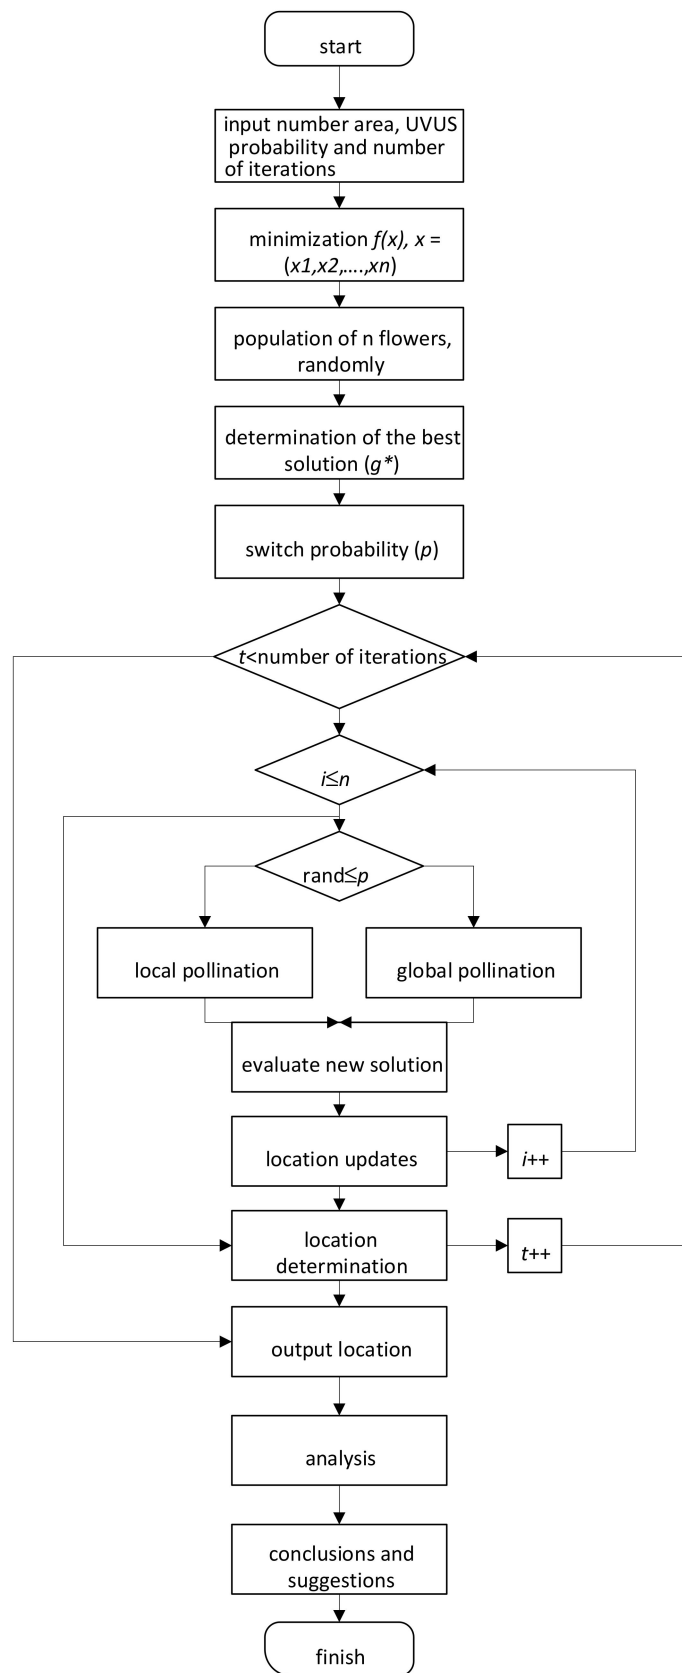 start
input number area, UVUS
probability and number
of iterations
minimization f(x), x =
(x1,x2,....,xn)
population of n flowers,
randomly
determination of the best
solution (g*)
switch probability (p)
t<number of iterations
i≤n
rand≤p
local pollination
global pollination
evaluate new solution
location updates
i++
location
determination
t++
output location
analysis
conclusions and
suggestions
finish